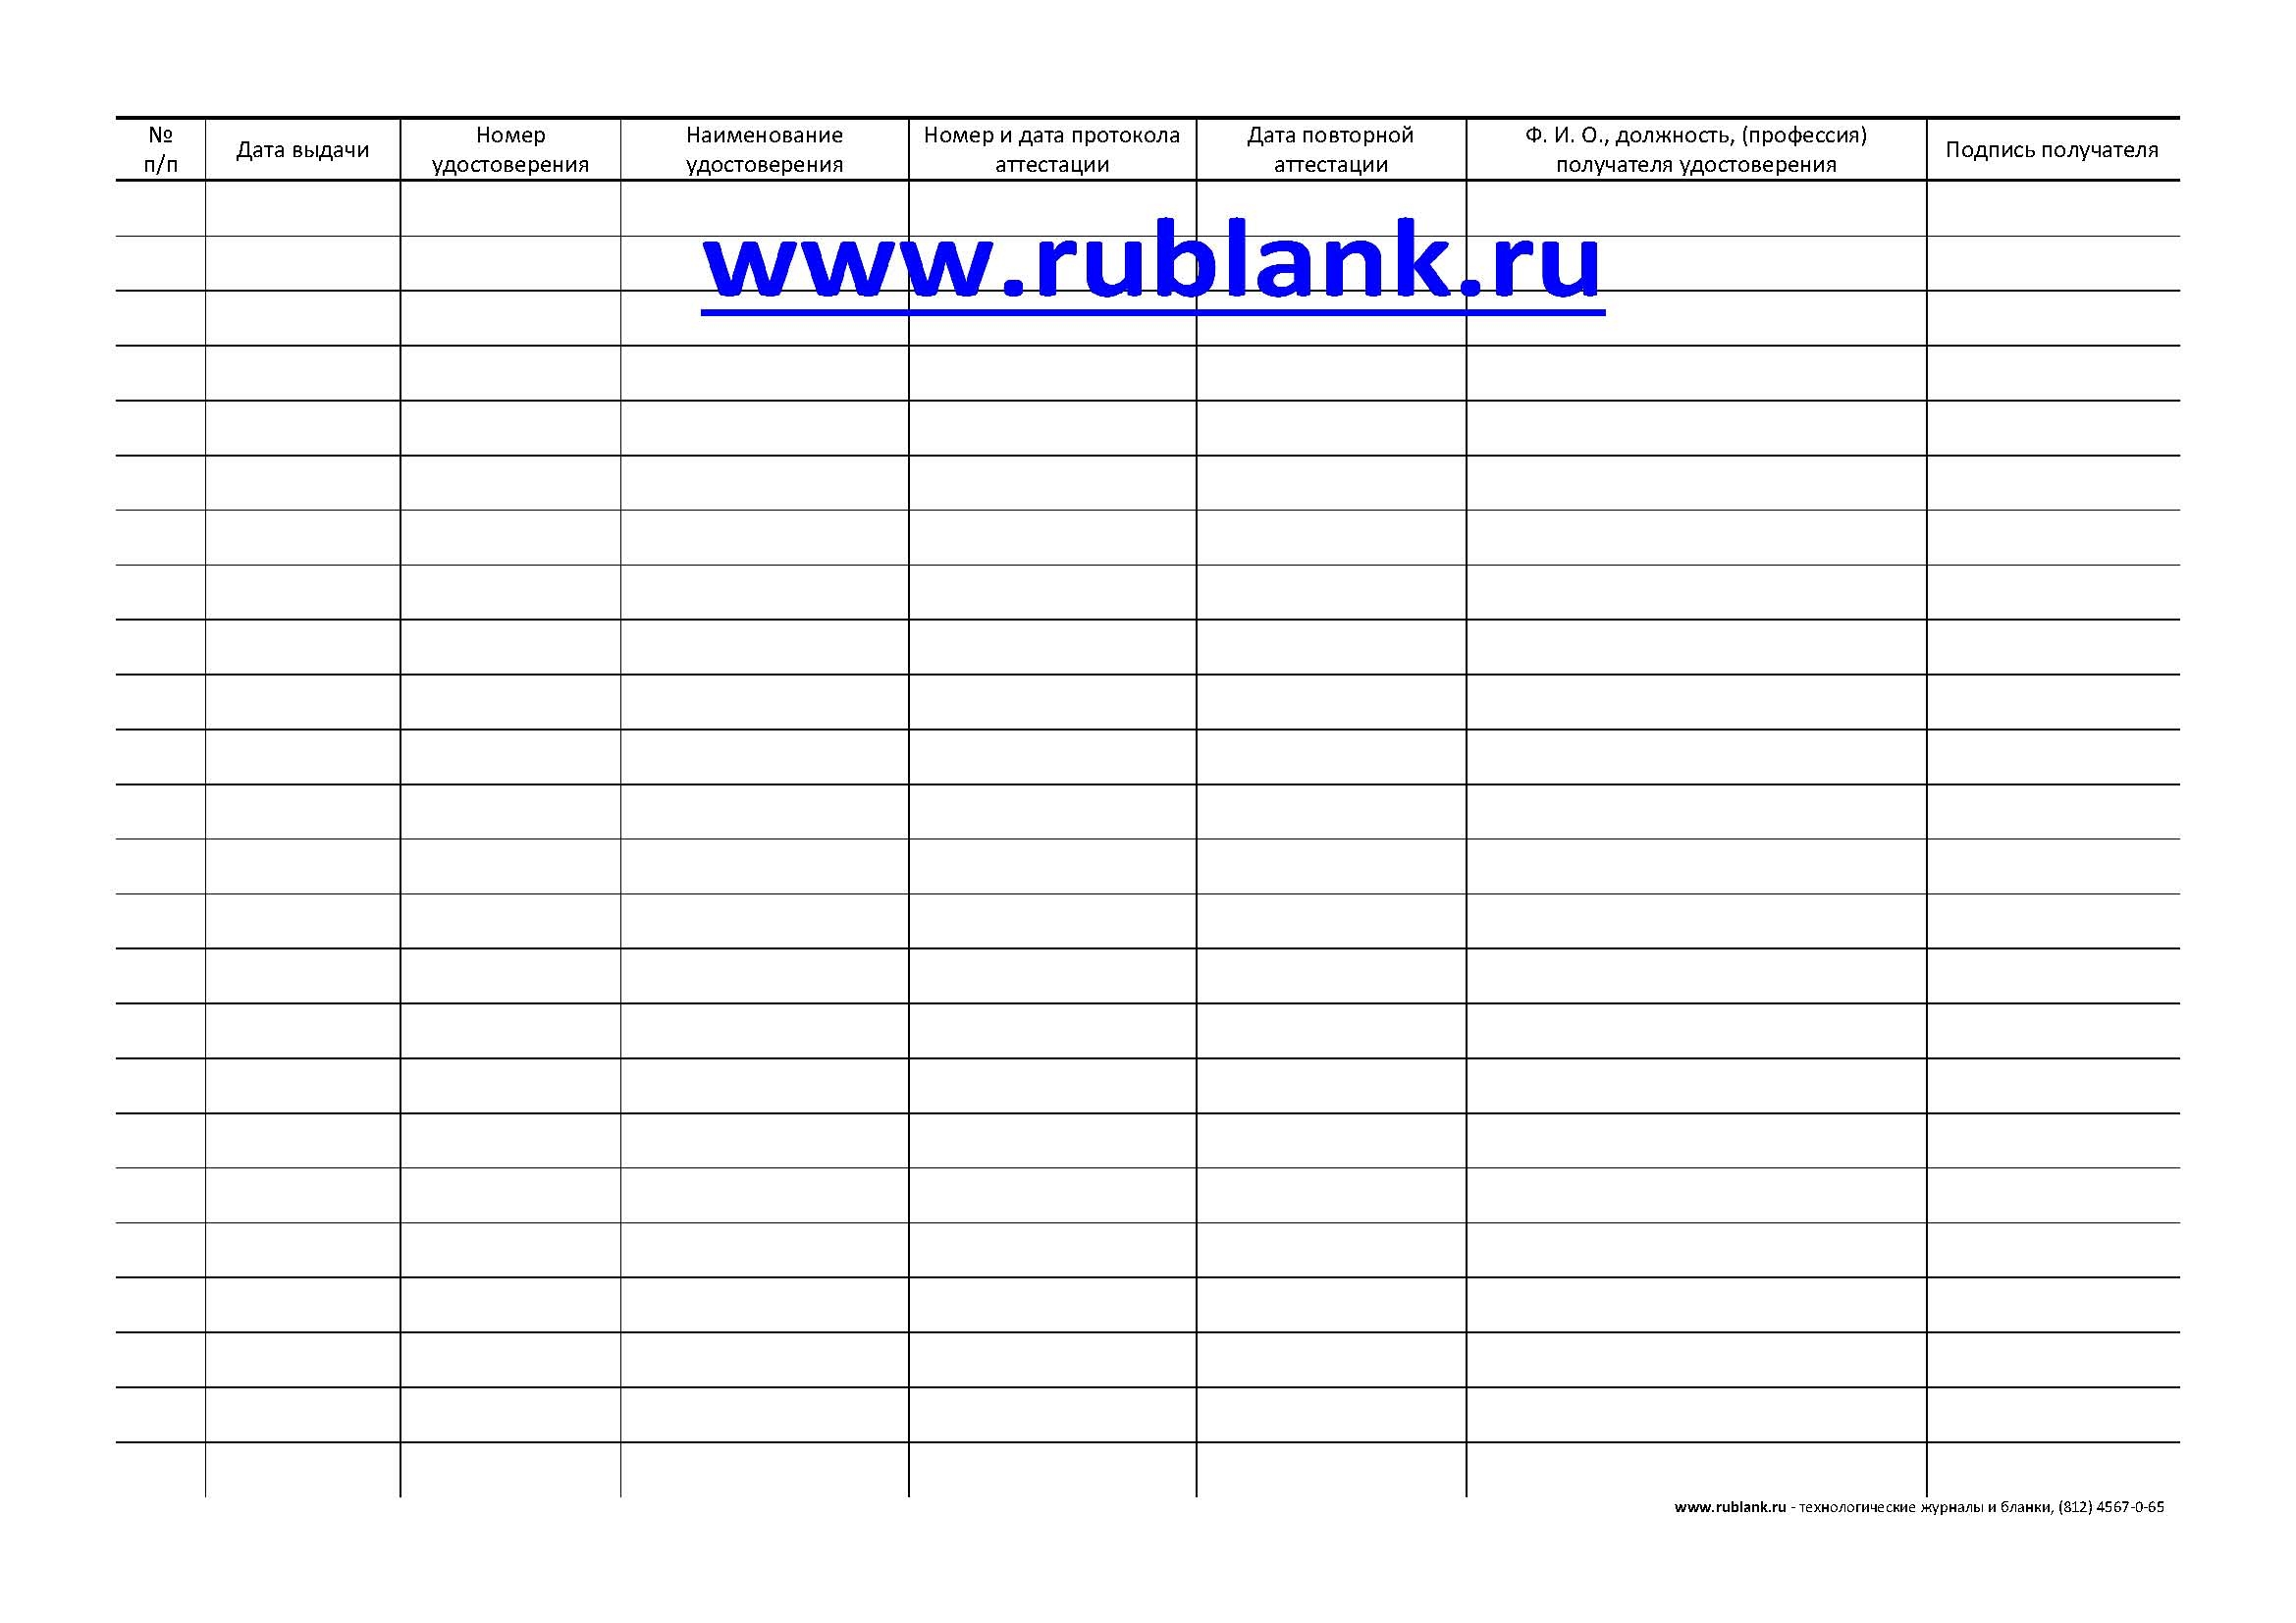 №
п/п
Дата выдачи
Номер
удостоверения
Наименование
удостоверения
Номер и дата протокола
аттестации
Дата повторной
аттестации
Ф. И. О., должность, (профессия)
получателя удостоверения
Подпись получателя
www.rublank.ru
www.rublank.ru - технологические журналы и бланки, (812) 4567-0-65